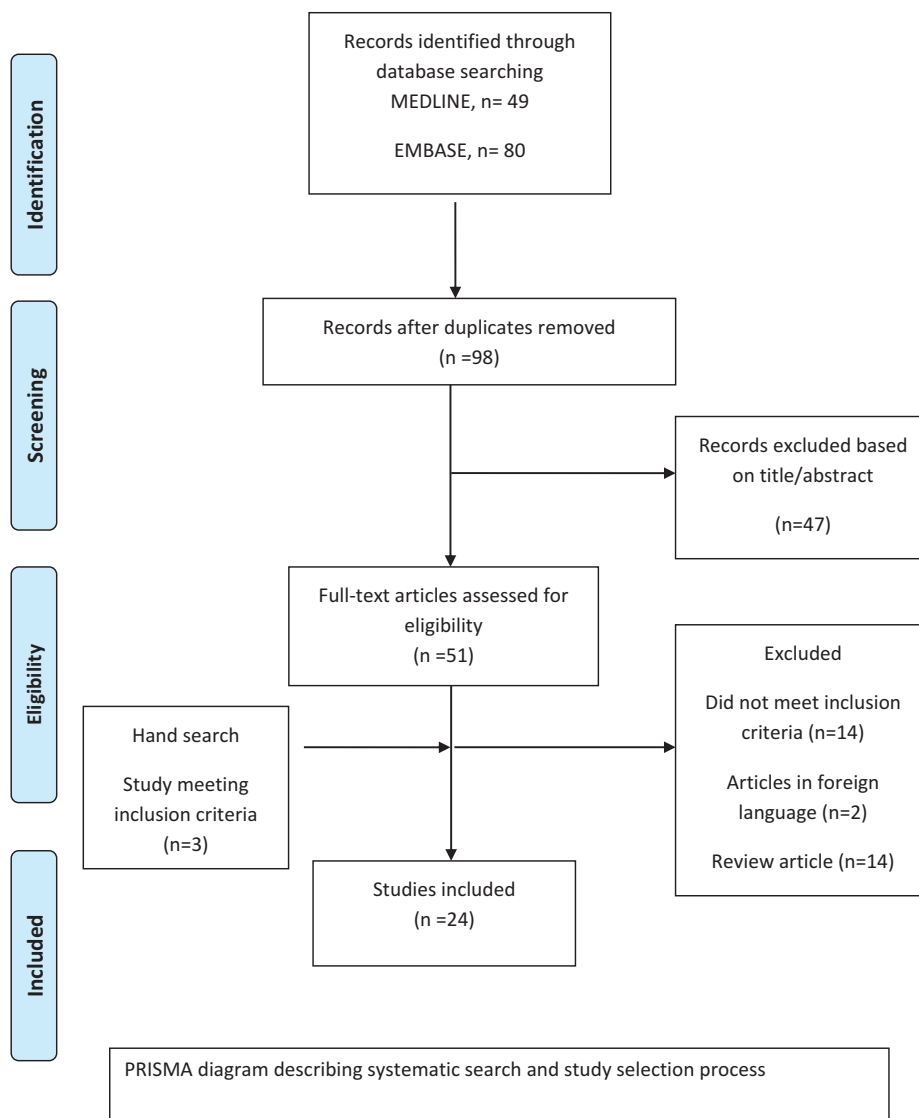 Identification
Records identified through
database searching
MEDLINE, n= 49
EMBASE, n= 80
Screening
Records after duplicates removed
(n =98)
Records excluded based
on title/abstract
(n=47)
Eligibility
Full-text articles assessed for
eligibility
(n =51)
Hand search
Study meeting
inclusion criteria
(n=3)
Excluded
Did not meet inclusion
criteria (n=14)
Articles in foreign
language (n=2)
Review article (n=14)
Included
Studies included
(n =24)
PRISMA diagram describing systematic search and study selection process